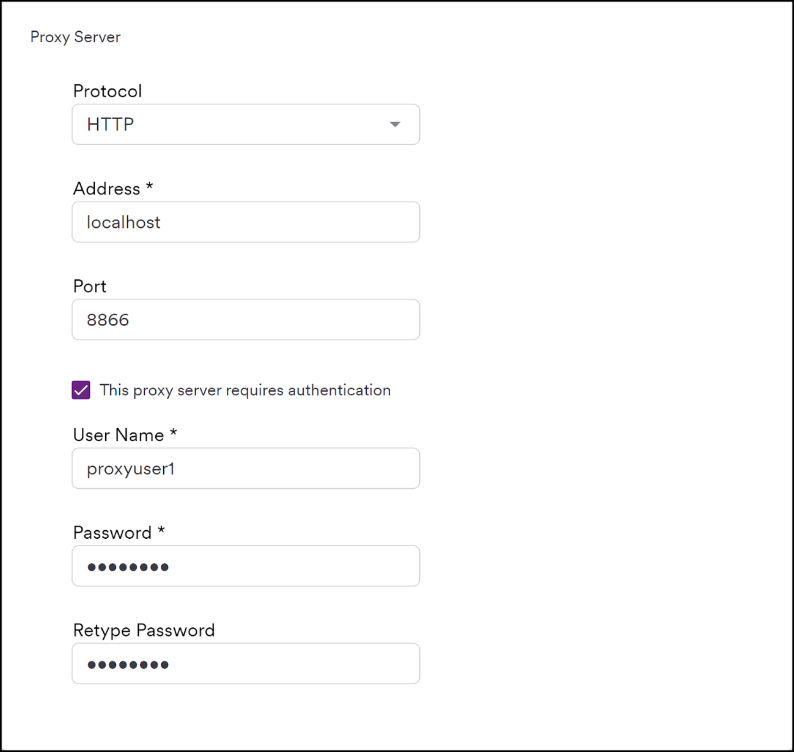 Proxy Server
Protocol
HTTP
Address *
localhost
Port
8866
This proxy server requires authentication
User Name *
proxyuser1
Password *
••••••••
Retype Password
••••••••